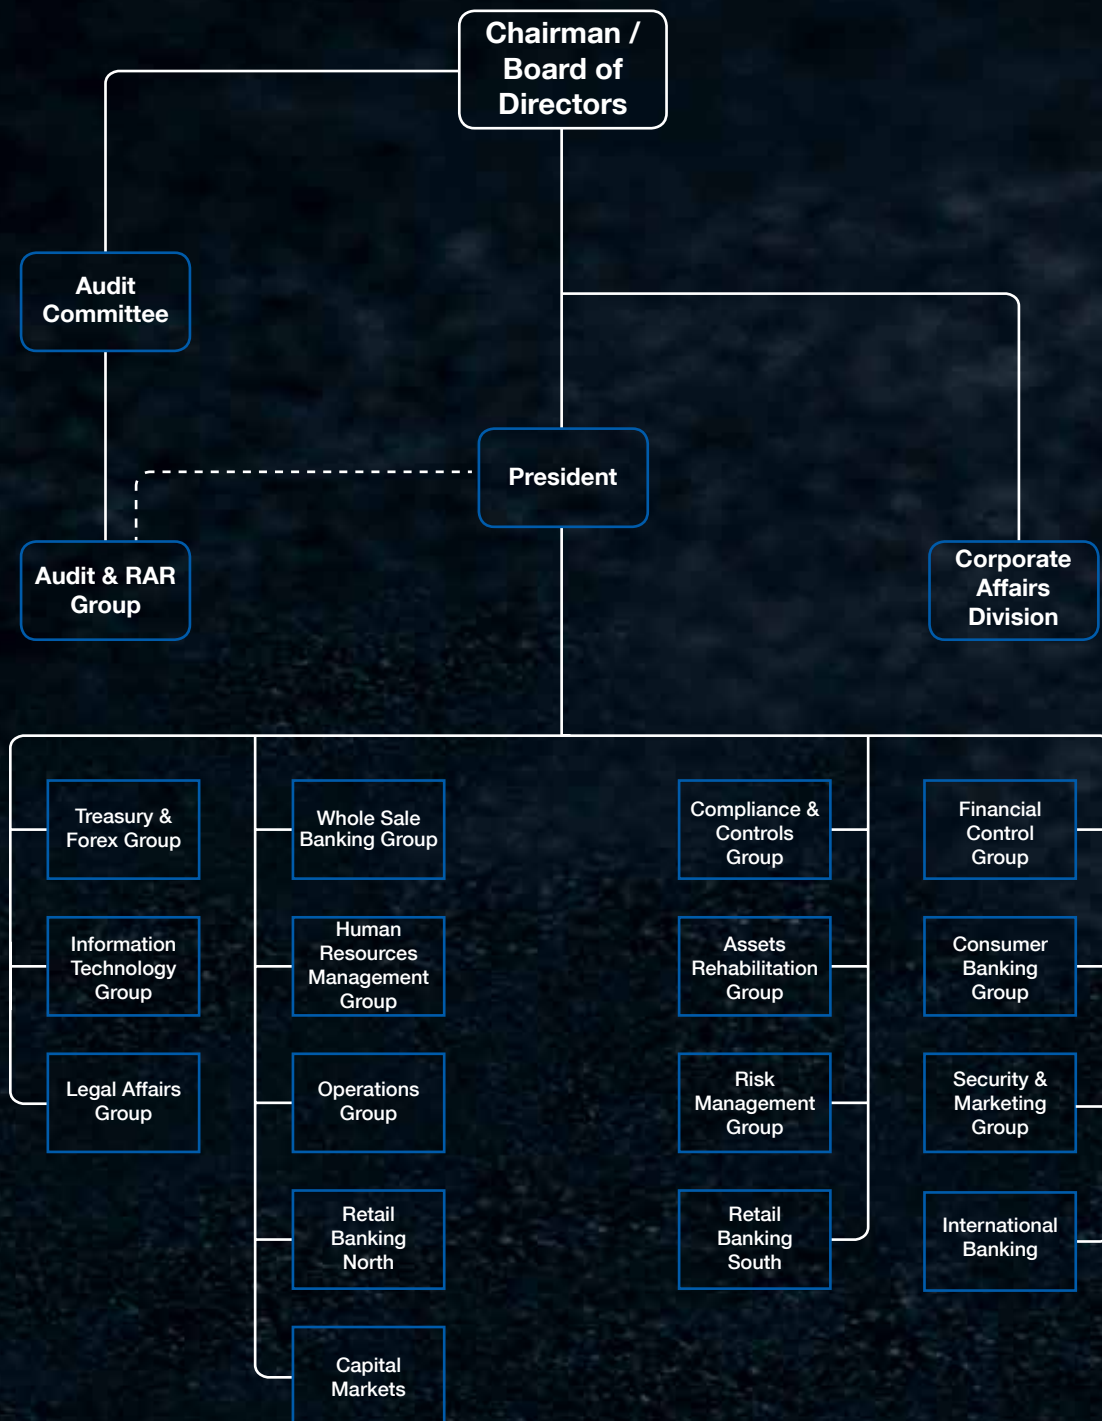 Chairman /
Board of
Directors
Audit
Committee
President
Audit & RAR
Group
Corporate
Affairs
Division
Treasury &
Forex Group
Whole Sale
Banking Group
Compliance &
Controls
Group
Financial
Control
Group
Information
Technology
Group
Human
Resources
Management
Group
Assets
Rehabilitation
Group
Consumer
Banking
Group
Legal Affairs
Group
Operations
Group
Risk
Management
Group
Security &
Marketing
Group
Retail
Banking
North
Retail
Banking
South
International
Banking
Capital
Markets